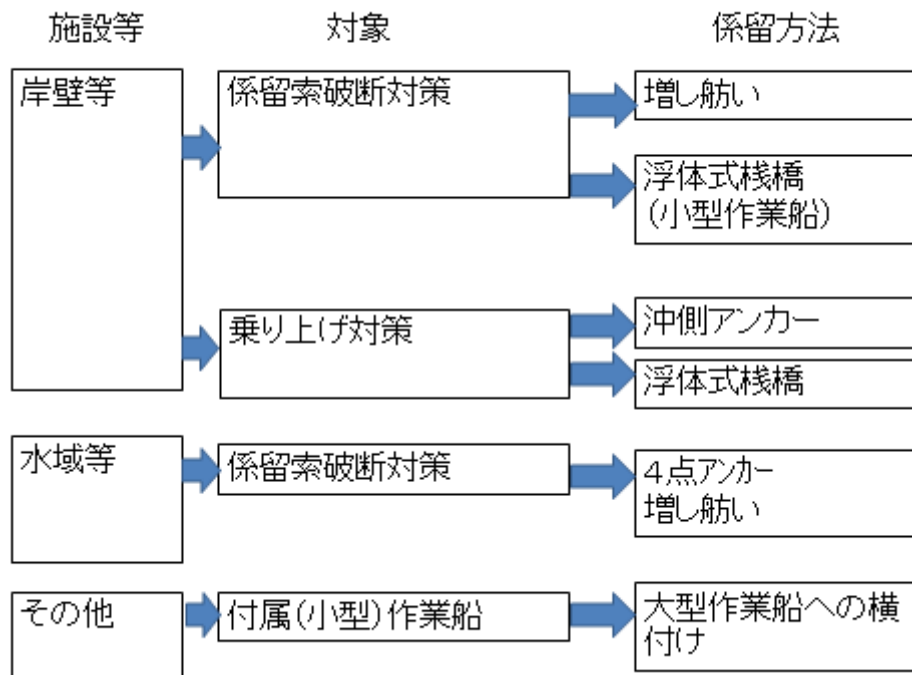 施設等 対象 係留方法
岸壁等
係留索破断対策
増し舫い
浮体式桟橋
(小型作業船)
乗り上げ対策
沖側アンカー
浮体式桟橋
水域等
係留索破断対策
4点アンカー
増し舫い
その他
付属(小型)作業船
大型作業船への横
付け